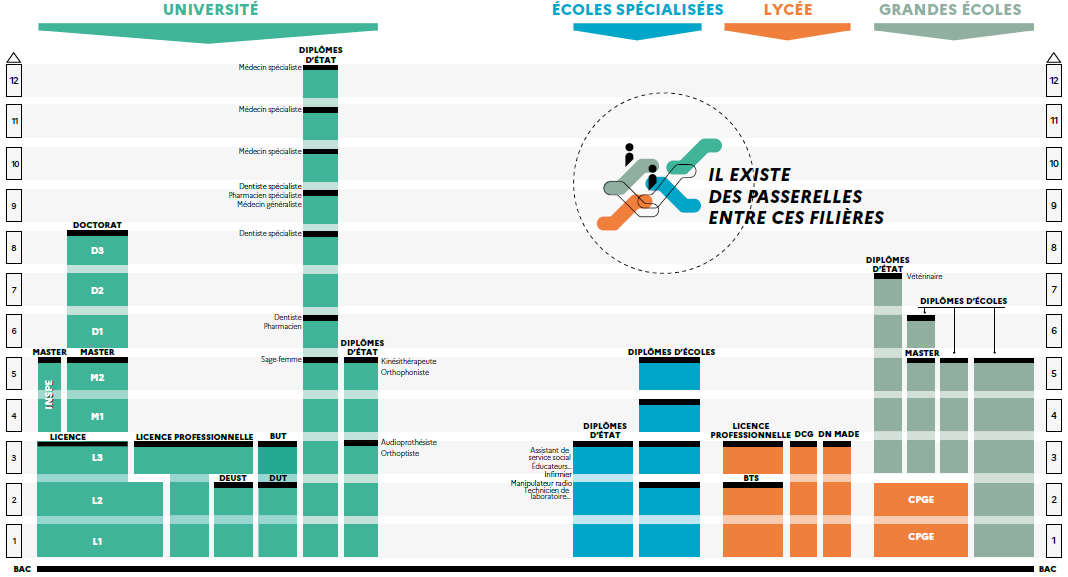 UNIVERSITÉ
ÉCOLES SPÉCIALISÉES
LYCÉE
GRANDES ÉCOLES
DIPLÔMES
D'ÉTAT
12
Médecin spécialiste
12
11
Médecin spécialiste
11
10
Médecin spécialiste
10
IL EXISTE
DES PASSERELLES
ENTRE CES FILIÈRES
9
Dentiste spécialiste
Pharmacien spécialiste
Médecin généraliste
9
DOCTORAT
8
D3
Dentiste spécialiste
8
DIPLÔMES
D'ÉTAT
Vétérinaire
7
D2
7
DIPLÔMES D'ÉCOLES
6
D1
Dentiste
Pharmacien
6
MASTER
MASTER
Sage-femme
DIPLÔMES
D'ÉTAT
Kinésithérapeute
Orthophoniste
DIPLÔMES D'ÉCOLES
MASTER
5
INSPE
M2
5
4
M1
4
LICENCE
LICENCE PROFESSIONNELLE
BUT
Audioprothésiste
Orthoptiste
DIPLÔMES
D'ÉTAT
LICENCE
PROFESSIONNELLE
DCG
DN MADE
3
L3
Assistant de
service social
Éducateurs...
Infirmier
Manipulateur radio
Technicien de
laboratoire...
3
DEUST
DUT
BTS
2
L2
CPGE
2
1
L1
CPGE
1
BAC
BAC